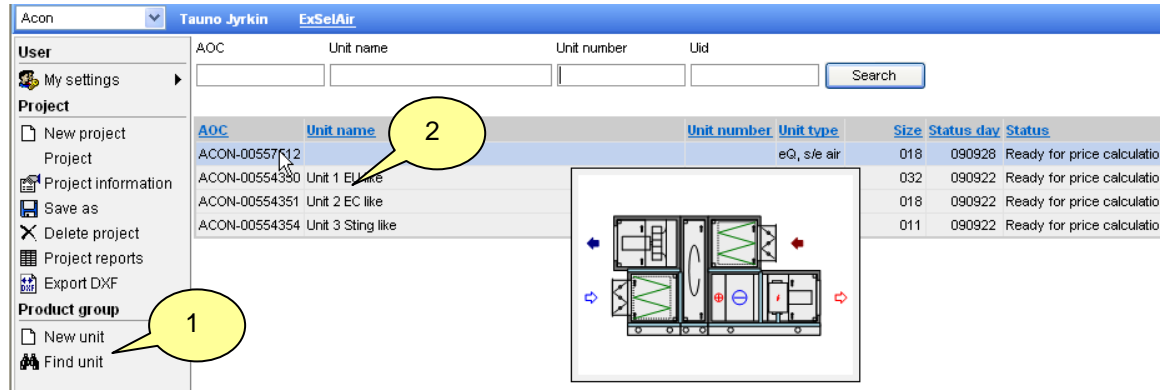 Acon Tauno Jyrkin ExSelAir
User
My settings
Project
New project
Project
Project information
Save as
Delete project
Project reports
Export DXF
Product group
New unit
Find unit
1
AOC Unit name Unit number Uid
Search
2
AOC Unit name Unit number Unit type Size Status day Status
ACON-00557512 eQ, s/e air 018 090928 Ready for price calculatio
ACON-00554350 Unit 1 EU like 032 090922 Ready for price calculatio
ACON-00554351 Unit 2 EC like 018 090922 Ready for price calculatio
ACON-00554354 Unit 3 Sting like 011 090922 Ready for price calculatio